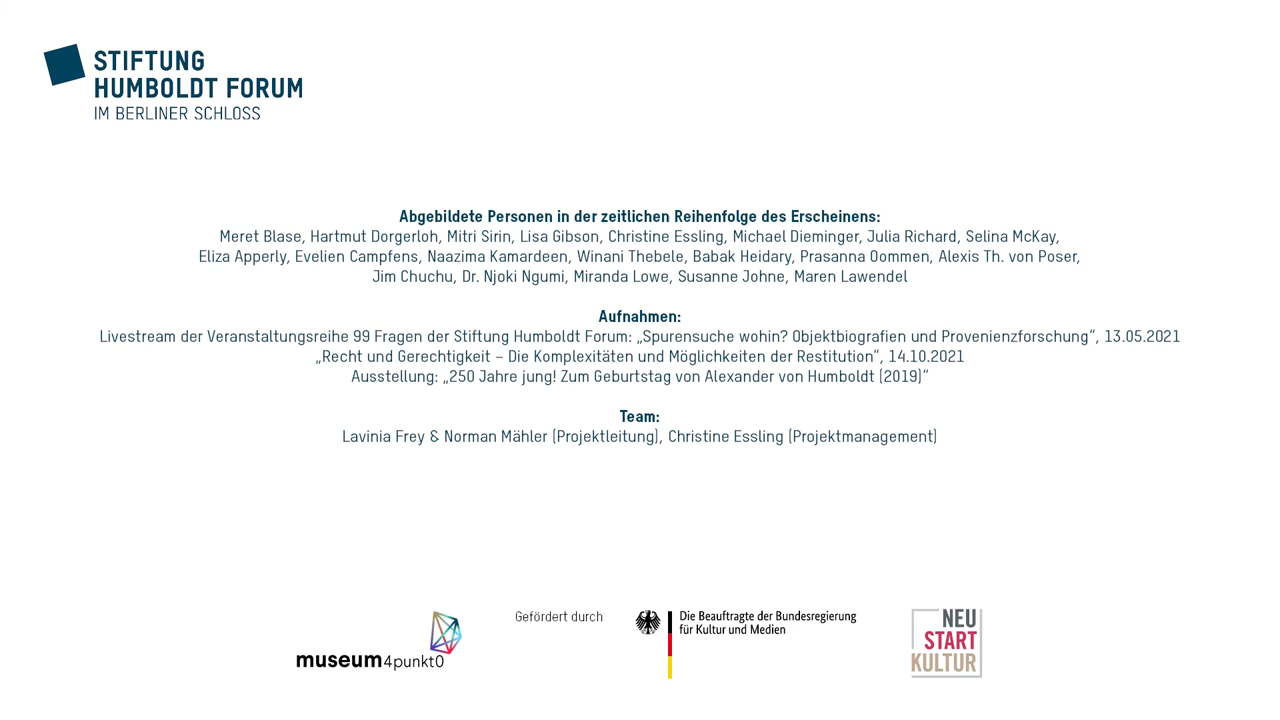 STIFTUNG
HUMBOLDT FORUM
IM BERLINER SCHLOSS
Abgebildete Personen in der zeitlichen Reihenfolge des Erscheinens:
Meret Blase, Hartmut Dorgerloh, Mitri Sirin, Lisa Gibson, Christine Essling, Michael Dieminger, Julia Richard, Selina McKay,
Eliza Apperly, Evelien Campfens, Naazima Kamardeen, Winani Thebele, Babak Heidary, Prasanna Oommen, Alexis Th. von Poser,
Jim Chuchu, Dr. Njoki Ngumi, Miranda Lowe, Susanne Johne, Maren Lawendel
Aufnahmen:
Livestream der Veranstaltungsreihe 99 Fragen der Stiftung Humboldt Forum: „Spurensuche wohin? Objektbiografien und Provenienzforschung“, 13.05.2021
„Recht und Gerechtigkeit – Die Komplexitäten und Möglichkeiten der Restitution“, 14.10.2021
Ausstellung: „250 Jahre jung! Zum Geburtstag von Alexander von Humboldt (2019)“
Team:
Lavinia Frey & Norman Mähler (Projektleitung), Christine Essling (Projektmanagement)
museum4punkt0
Gefördert durch
Die Beauftragte der Bundesregierung
für Kultur und Medien
NEU
START
KULTUR